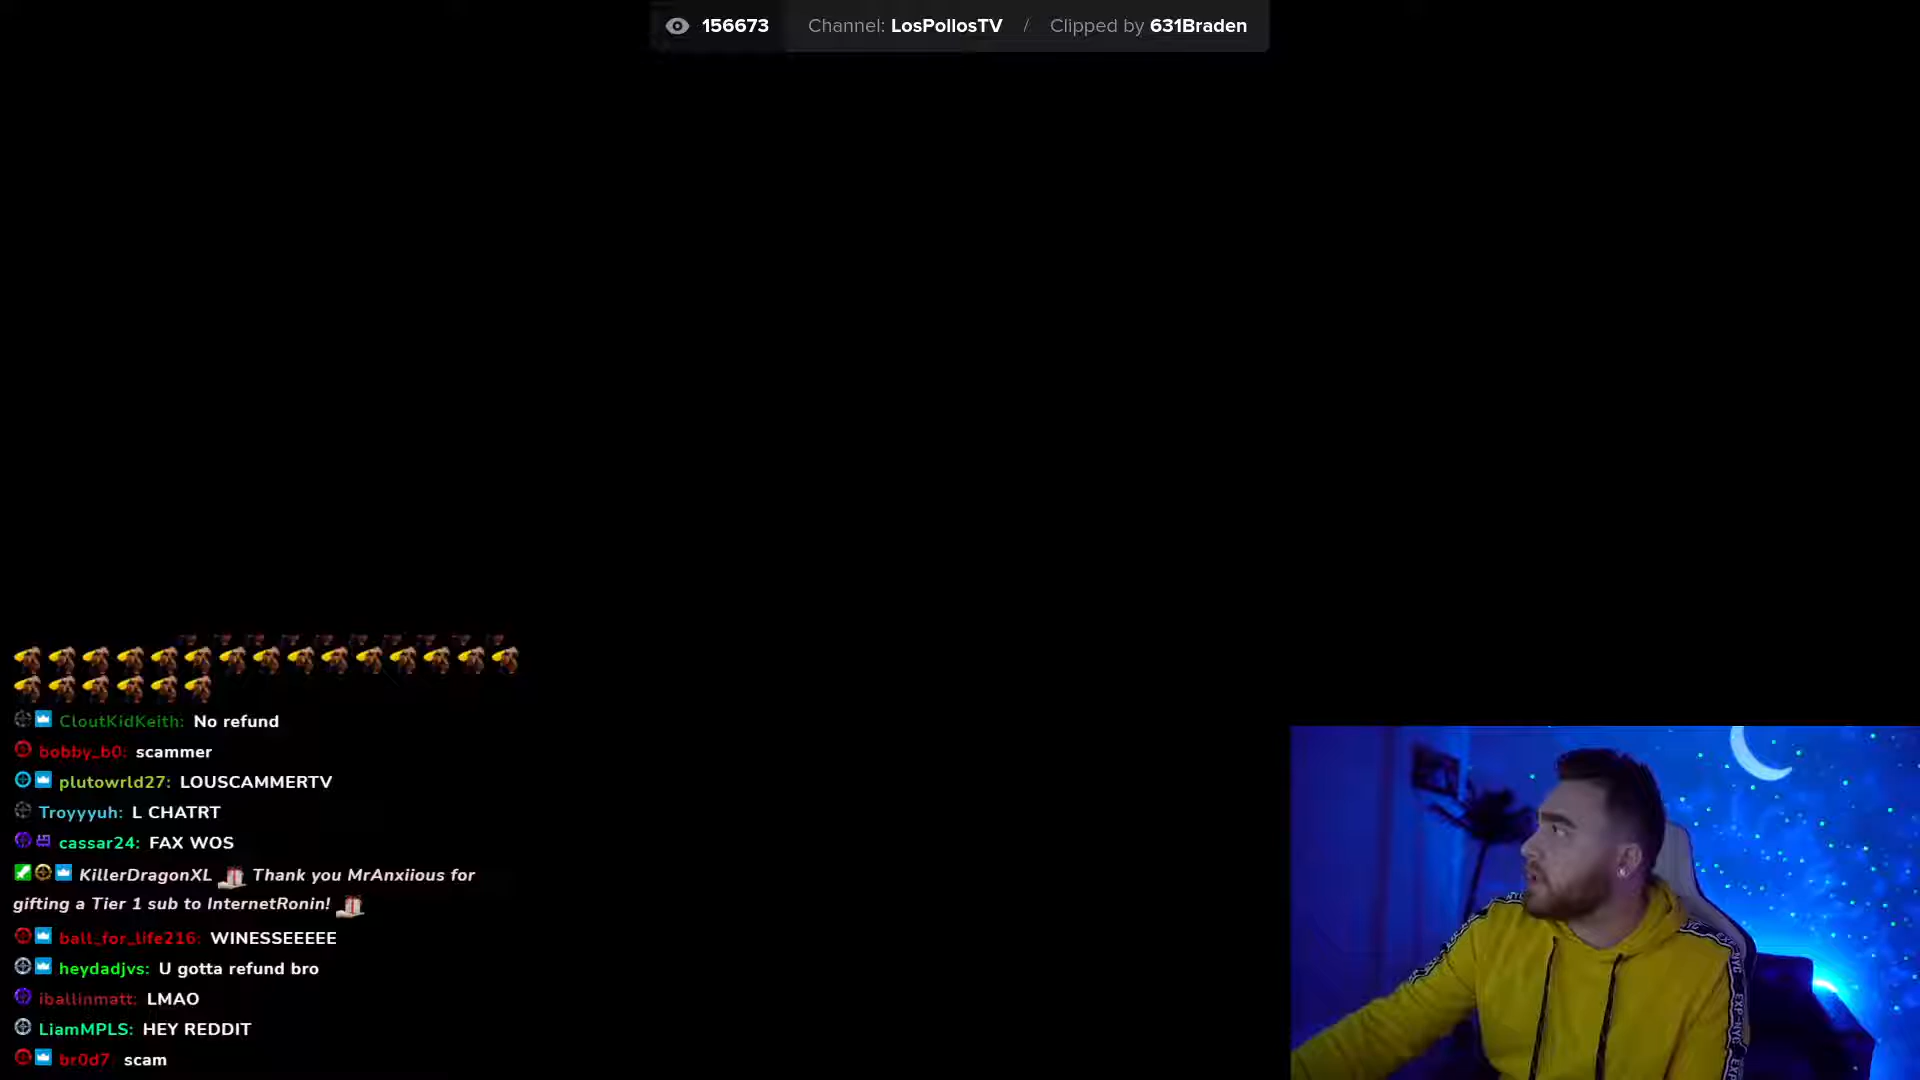 156673 Channel: LosPollosTV / Clipped by 631Braden
CloutKidKeith: No refund
bobby_b0: scammer
plutowrld27: LOUSCAMMERTV
Troyyyuh: L CHATRT
cassar24: FAX WOS
KillerDragonXL Thank you MrAnxiious for
gifting a Tier 1 sub to InternetRonin!
ball_for_life216: WINESSEEEEE
heydadjvs: U gotta refund bro
iballinmatt: LMAO
LiamMPLS: HEY REDDIT
br0d7 scam
EXP-NYC